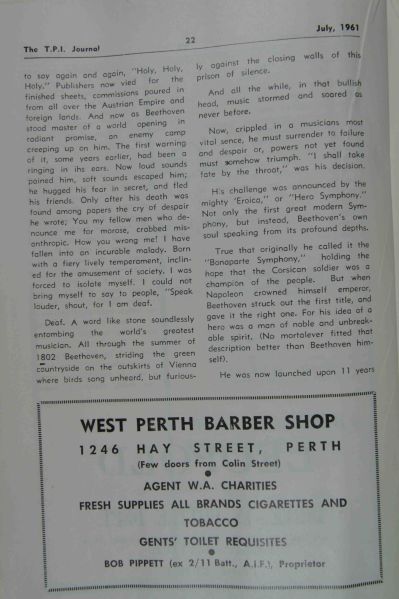 July, 1961
22
The T.P.I. Journal
to say again and again, "Holy, Holy,
Holy." Publishers now vied for the
finished sheets, commissions poured in
from all over the Austrian Empire and
foreign lands. And now as Beethoven
stood master of a world opening in
radiant promise, an enemy camp
creeping up on him. The first warning
of it, some years earlier, had been a
ringing in ihs ears. Now loud sounds
pained him, soft sounds escaped him;
he hugged his fear in secret, and fled
his friends. Only after his death was
found among papers the cry of despair
he wrote; You my fellow men who de-
nounce me for morose, crabbed mis-
anthropic. How you wrong me! I have
fallen into an incurable malady. Born
with a fiery lively temperament, inclin-
ed for the amusement of society. I was
forced to isolate myself. I could not
bring myself to say to people, "Speak
louder, shout, for I am deaf.
Deaf. A word like stone soundlessly
entombing the world's greatest
musician. All through the summer of
1802 Beethoven, striding the green
countryside on the outskirts of Vienna
where birds sang unheard, but furious-
ly against the closing walls of this
prison of silence.
And all the while, in that bullish
head, music stormed and soared as
never before.
Now, crippled in a musicians most
vital sence, he must surrender to failure
and despair or, powers not yet found
must somehow triumph. "I shall take
fate by the throat," was his decision.
His challenge was announced by the
mighty 'Eroica," or "Hero Symphony."
Not only the first great modern Sym-
phony, but instead, Beethoven's own
soul speaking from its profound depths.
True that originally he called it the
"Bonaparte Symphony," holding the
hope that the Corsican soldier was a
champion of the people. But when
Napoleon crowned himself emperor,
Beethoven struck out the first title, and
gave it the right one. For his idea of a
hero was a man of noble and unbreak-
able spirit, (No mortalever fitted that
description better than Beethoven him-
self).
He was now launched upon 11 years
WEST PERTH BARBER SHOP
1246 HAY STREET, PERTH
(Few doors from Colin Street)
AGENT W.A. CHARITIES
FRESH SUPPLIES ALL BRANDS CIGARETTES AND
TOBACCO
GENTS' TOILET REQUISITES
BOB PIPPETT (ex 2/11 Batt., A.I.F.), Proprietor